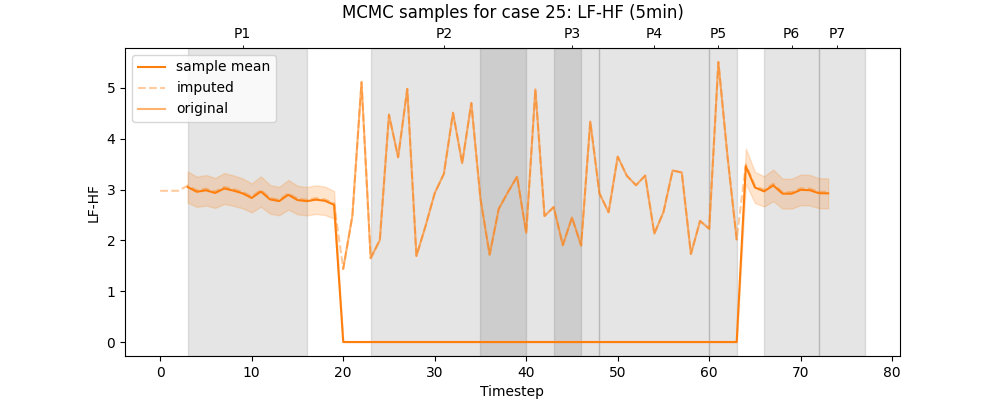 MCMC samples for case 25: LF-HF (5min)
P1 P2 P3 P4 P5 P6 P7
sample mean
imputed
original
5
4
3
2
1
0
LF-HF
0 10 20 30 40 50 60 70 80
Timestep